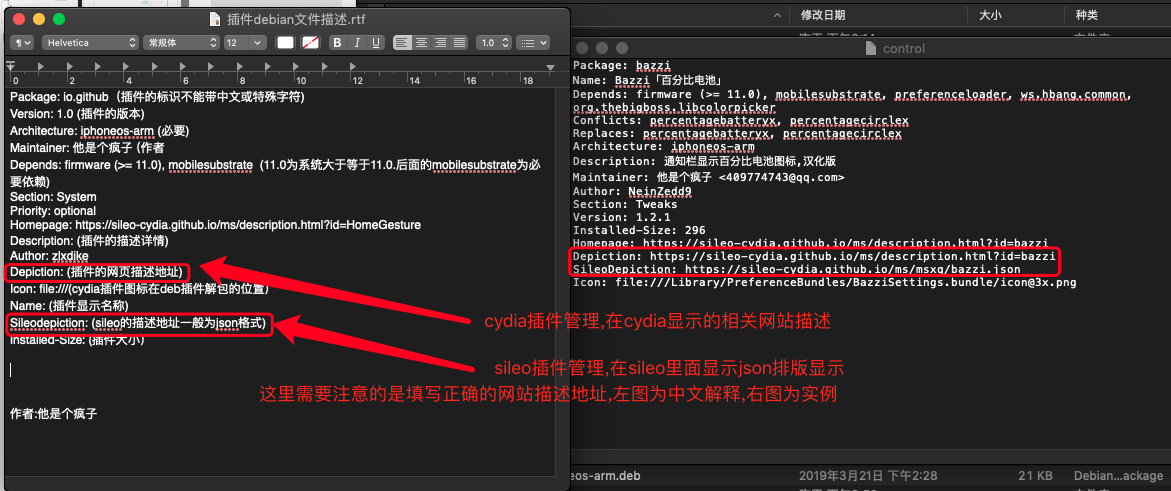 插件debian文件描述.rtf
Helvetica
常规体
12
B I U
1.0
0 2 4 6 8 10 12 14 16 18
Package: io.github（插件的标识不能带中文或特殊字符)
Version: 1.0 (插件的版本)
Architecture: iphoneos-arm (必要)
Maintainer: 他是个疯子 (作者
Depends: firmware (>= 11.0), mobilesubstrate（11.0为系统大于等于11.0.后面的mobilesubstrate为必
要依赖)
Section: System
Priority: optional
Homepage: https://sileo-cydia.github.io/ms/description.html?id=HomeGesture
Description: (插件的描述详情)
Author: zlxdike
Depiction: (插件的网页描述地址)
Icon: file:///(cydia插件图标在deb插件解包的位置)
Name: (插件显示名称)
Sileodepiction: (sileo的描述地址一般为json格式)
Installed-Size: (插件大小)
作者:他是个疯子
修改日期
大小
种类
control
Package: bazzi
Name: Bazzi「百分比电池」
Depends: firmware (>= 11.0), mobilesubstrate, preferenceloader, ws.hbang.common,
org.thebigboss.libcolorpicker
Conflicts: percentagebatteryx, percentagecirclex
Replaces: percentagebatteryx, percentagecirclex
Architecture: iphoneos-arm
Description: 通知栏显示百分比电池图标,汉化版
Maintainer: 他是个疯子 <409774743@qq.com>
Author: NeinZedd9
Section: Tweaks
Version: 1.2.1
Installed-Size: 296
Homepage: https://sileo-cydia.github.io/ms/description.html?id=bazzi
Depiction: https://sileo-cydia.github.io/ms/description.html?id=bazzi
SileoDepiction: https://sileo-cydia.github.io/ms/msxq/bazzi.json
Icon: file:///Library/PreferenceBundles/BazziSettings.bundle/icon@3x.png
cydia插件管理,在cydia显示的相关网站描述
sileo插件管理,在sileo里面显示json排版显示
这里需要注意的是填写正确的网站描述地址,左图为中文解释,右图为实例
eos-arm.deb
2019年3月21日 下午2:28
21 KB
Debian...ackage